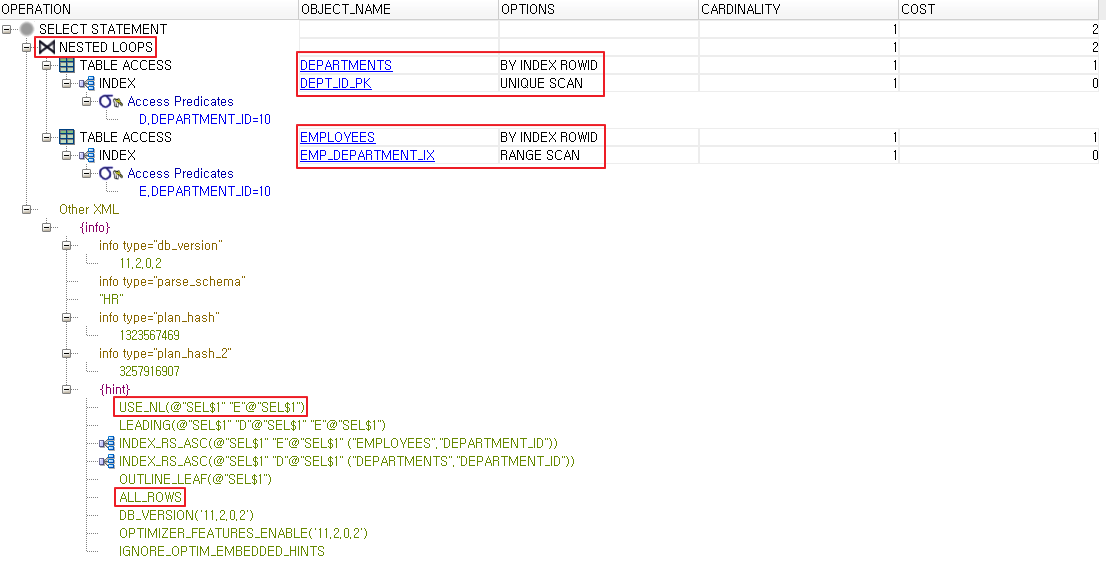 OPERATION OBJECT_NAME OPTIONS CARDINALITY COST
SELECT STATEMENT 1 2
NESTED LOOPS 1 2
TABLE ACCESS DEPARTMENTS BY INDEX ROWID 1 1
INDEX DEPT_ID_PK UNIQUE SCAN 1 0
Access Predicates
D.DEPARTMENT_ID=10
TABLE ACCESS EMPLOYEES BY INDEX ROWID 1 1
INDEX EMP_DEPARTMENT_IX RANGE SCAN 1 0
Access Predicates
E.DEPARTMENT_ID=10
Other XML
{info}
info type="db_version"
11.2.0.2
info type="parse_schema"
"HR"
info type="plan_hash"
1323567469
info type="plan_hash_2"
3257916907
{hint}
USE_NL(@"SEL$1" "E"@"SEL$1")
LEADING(@"SEL$1" "D"@"SEL$1" "E"@"SEL$1")
INDEX_RS_ASC(@"SEL$1" "E"@"SEL$1" ("EMPLOYEES"."DEPARTMENT_ID"))
INDEX_RS_ASC(@"SEL$1" "D"@"SEL$1" ("DEPARTMENTS"."DEPARTMENT_ID"))
OUTLINE_LEAF(@"SEL$1")
ALL_ROWS
DB_VERSION('11.2.0.2')
OPTIMIZER_FEATURES_ENABLE('11.2.0.2')
IGNORE_OPTIM_EMBEDDED_HINTS